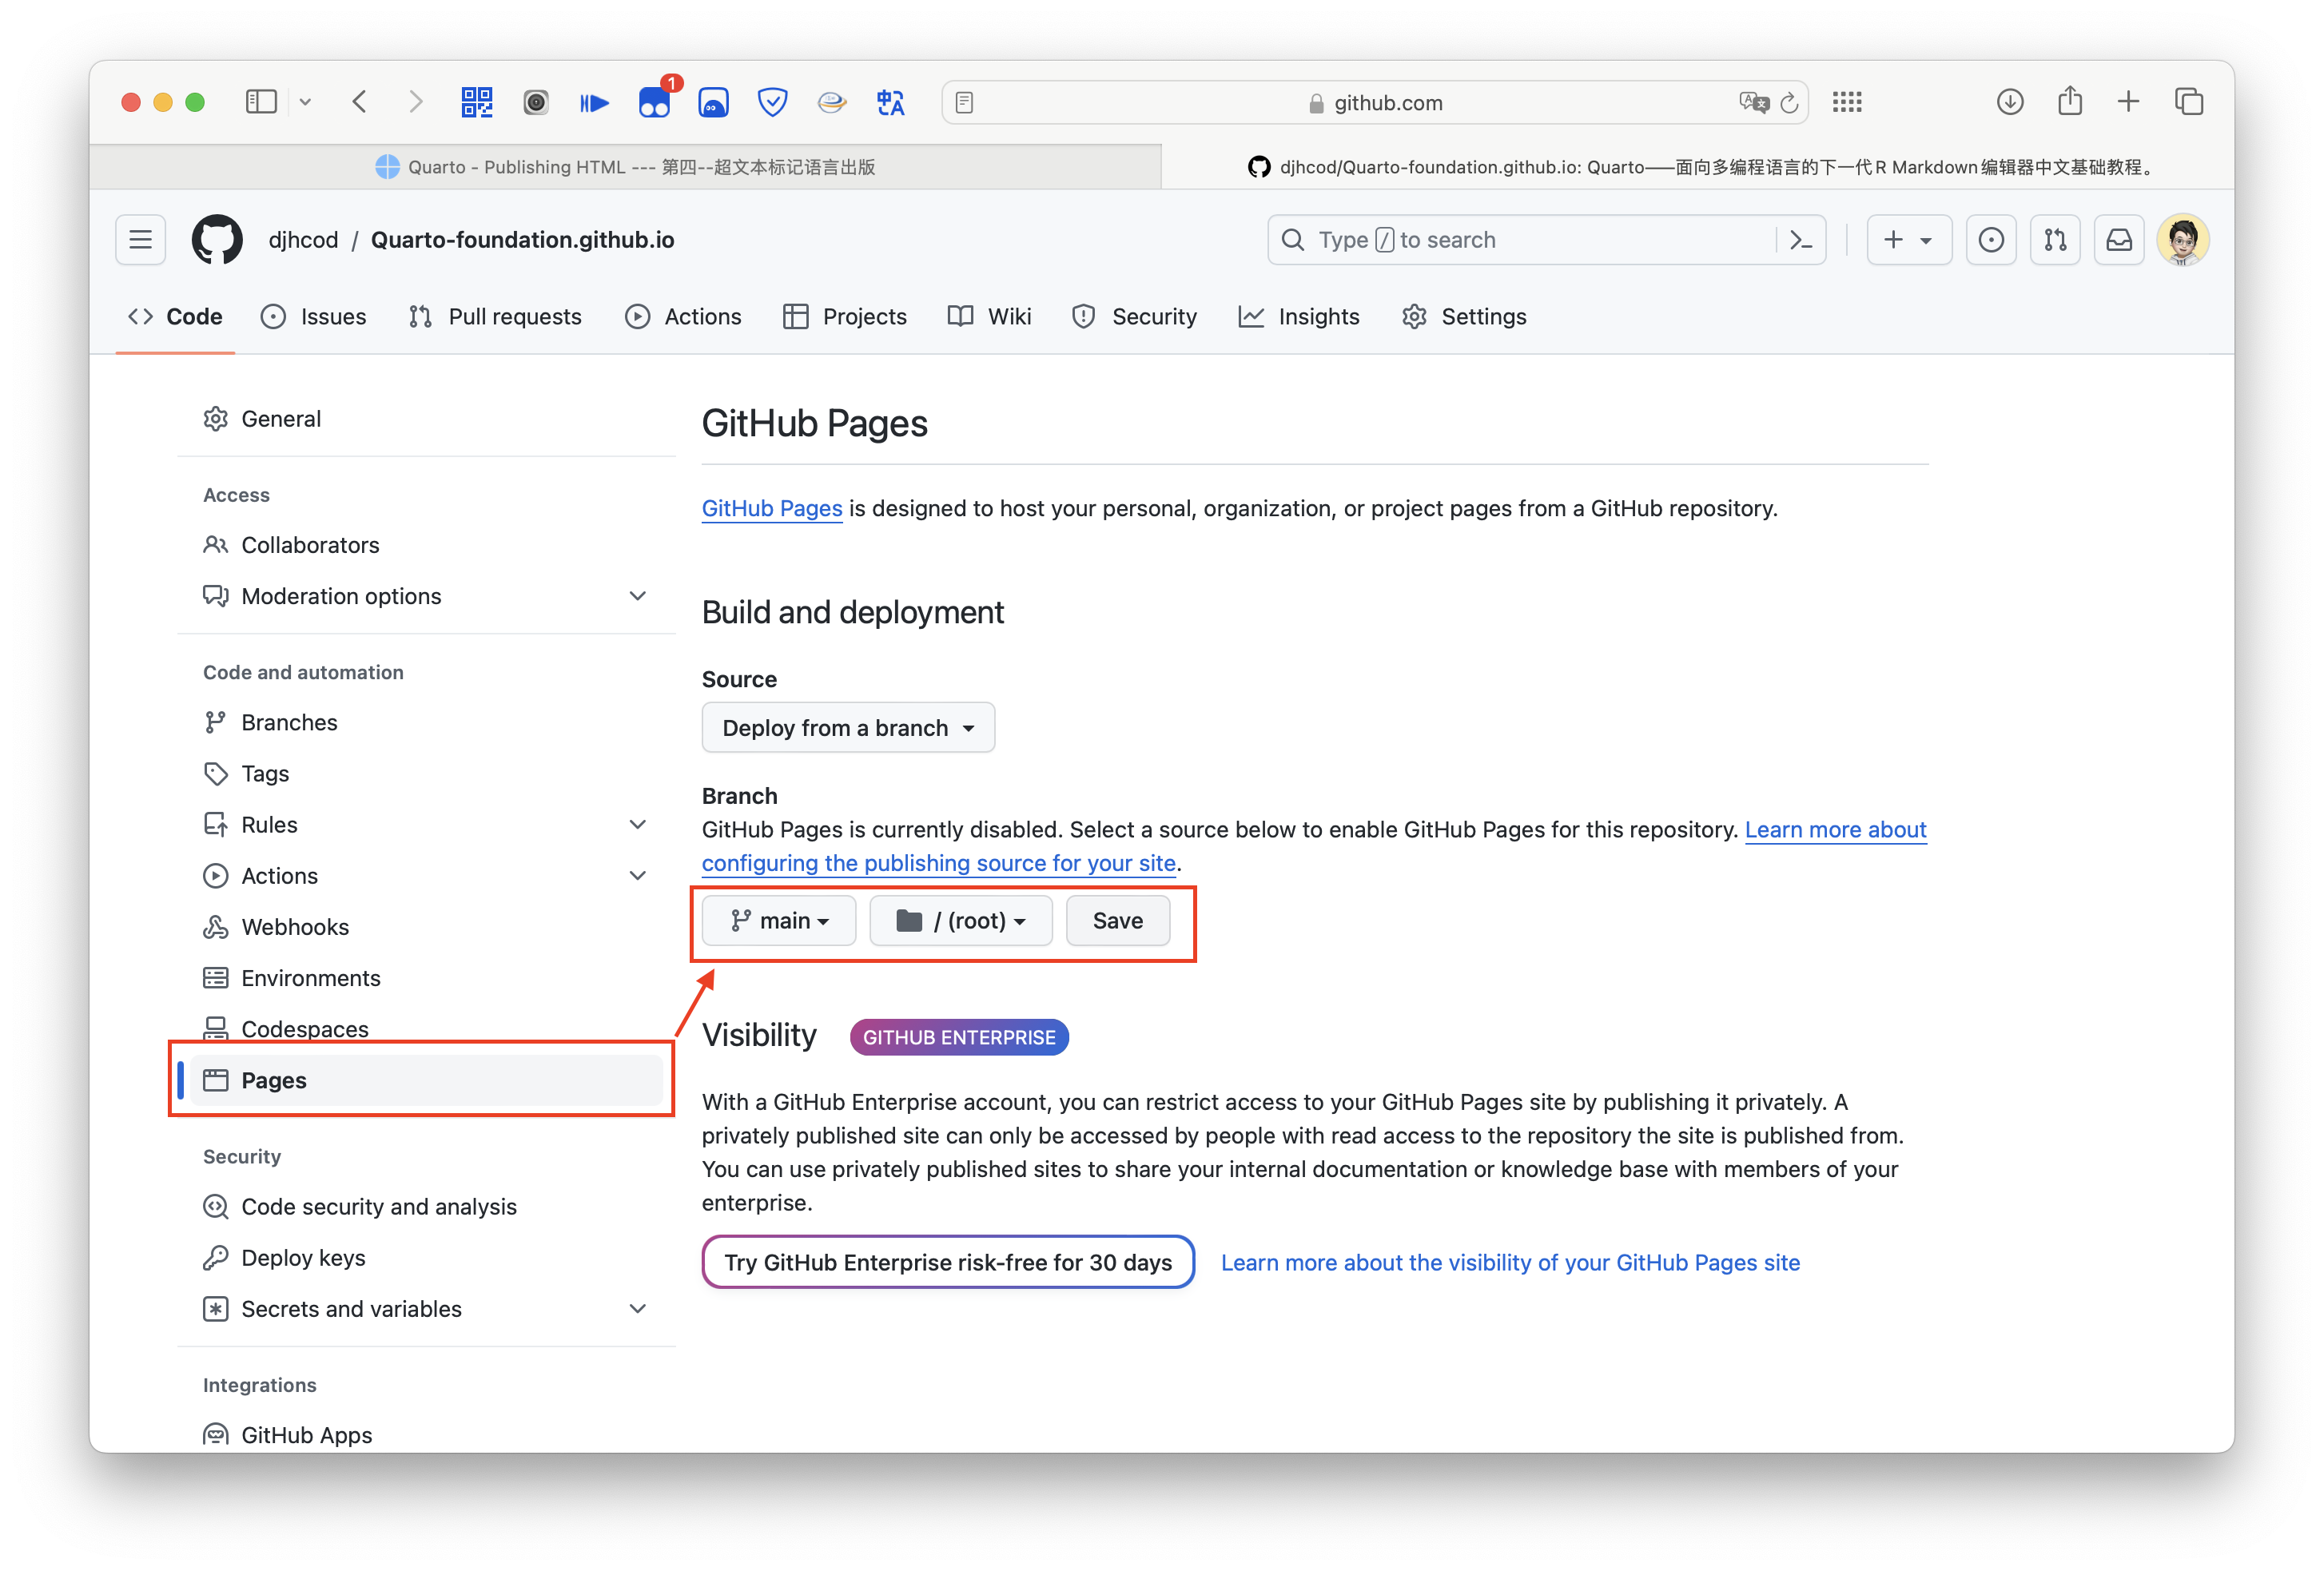 1
github.com
Quarto - Publishing HTML --- 第四--超文本标记语言出版
djhcod/Quarto-foundation.github.io: Quarto——面向多编程语言的下一代 R Markdown 编辑器中文基础教程。
djhcod / Quarto-foundation.github.io
Type / to search
Code Issues Pull requests Actions Projects Wiki Security Insights Settings
General
Access
Collaborators
Moderation options
Code and automation
Branches
Tags
Rules
Actions
Webhooks
Environments
Codespaces
Pages
Security
Code security and analysis
Deploy keys
Secrets and variables
Integrations
GitHub Apps
GitHub Pages
GitHub Pages is designed to host your personal, organization, or project pages from a GitHub repository.
Build and deployment
Source
Deploy from a branch
Branch
GitHub Pages is currently disabled. Select a source below to enable GitHub Pages for this repository. Learn more about
configuring the publishing source for your site.
main / (root) Save
Visibility GITHUB ENTERPRISE
With a GitHub Enterprise account, you can restrict access to your GitHub Pages site by publishing it privately. A
privately published site can only be accessed by people with read access to the repository the site is published from.
You can use privately published sites to share your internal documentation or knowledge base with members of your
enterprise.
Try GitHub Enterprise risk-free for 30 days Learn more about the visibility of your GitHub Pages site